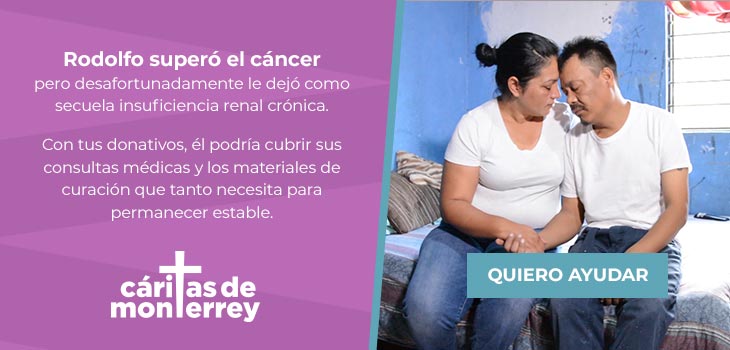 Rodolfo superó el cáncer
pero desafortunadamente le dejó como
secuela insuficiencia renal crónica.
Con tus donativos, él podría cubrir sus
consultas médicas y los materiales de
curación que tanto necesita para
permanecer estable.
cáritas de
monterrey
QUIERO AYUDAR